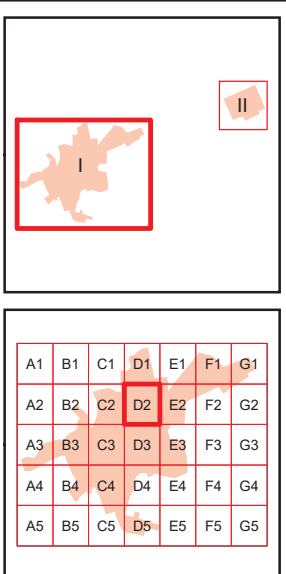 II
I
A1 B1 C1 D1 E1 F1 G1
A2 B2 C2 D2 E2 F2 G2
A3 B3 C3 D3 E3 F3 G3
A4 B4 C4 D4 E4 F4 G4
A5 B5 C5 D5 E5 F5 G5